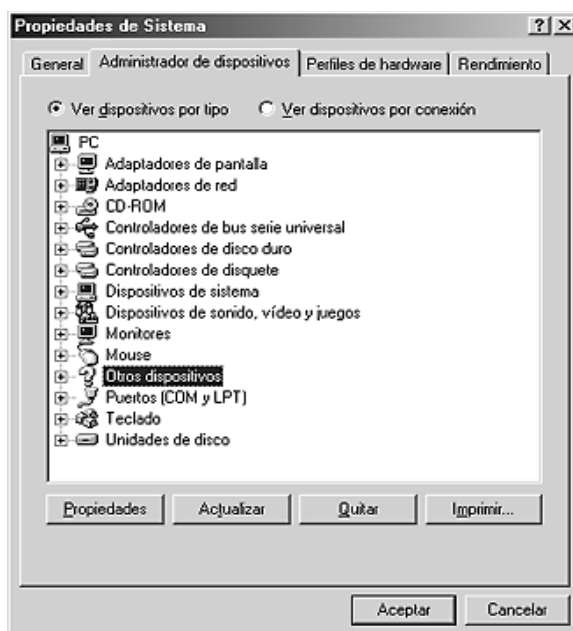 Propiedades de Sistema
General Administrador de dispositivos Perfiles de hardware Rendimiento
Ver dispositivos por tipo Ver dispositivos por conexión
PC
Adaptadores de pantalla
Adaptadores de red
CD-ROM
Controladores de bus serie universal
Controladores de disco duro
Controladores de disquete
Dispositivos de sistema
Dispositivos de sonido, vídeo y juegos
Monitores
Mouse
Otros dispositivos
Puertos (COM y LPT)
Teclado
Unidades de disco
Propiedades Actualizar Quitar Imprimir...
Aceptar Cancelar